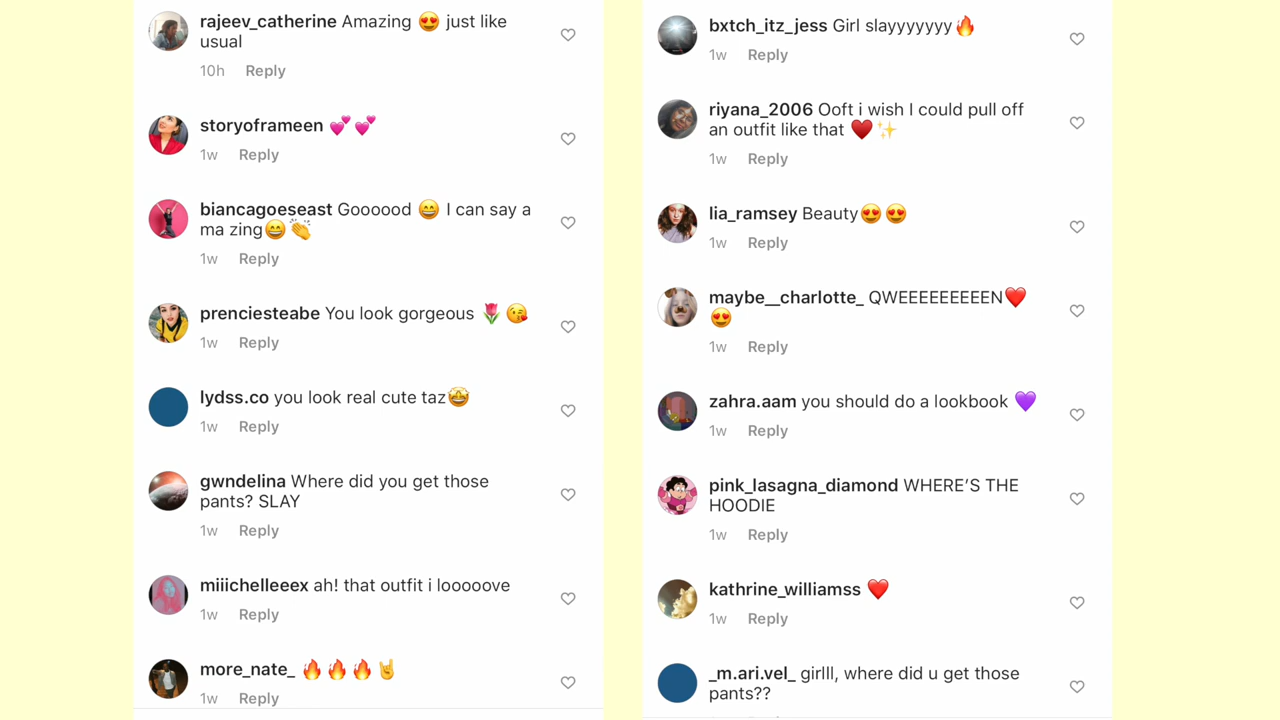 rajeev_catherine Amazing 😍 just like
usual
10h Reply
storyoframeen 💕💕
1w Reply
biancagoeseast Goooood 😄 I can say a
ma zing😄👏
1w Reply
prenciesteabe You look gorgeous 🌷😘
1w Reply
lydss.co you look real cute taz🤩
1w Reply
gwndelina Where did you get those
pants? SLAY
1w Reply
miiichelleeex ah! that outfit i looooove
1w Reply
more_nate_ 🔥🔥🔥🤘
1w Reply
bxtch_itz_jess Girl slayyyyyyy🔥
1w Reply
riyana_2006 Ooft i wish I could pull off
an outfit like that ❤️✨
1w Reply
lia_ramsey Beauty😍😍
1w Reply
maybe__charlotte_ QWEEEEEEEEEN❤️
😍
1w Reply
zahra.aam you should do a lookbook 💜
1w Reply
pink_lasagna_diamond WHERE'S THE
HOODIE
1w Reply
kathrine_williamss ❤️
1w Reply
_m.ari.vel_ girlll, where did u get those
pants??